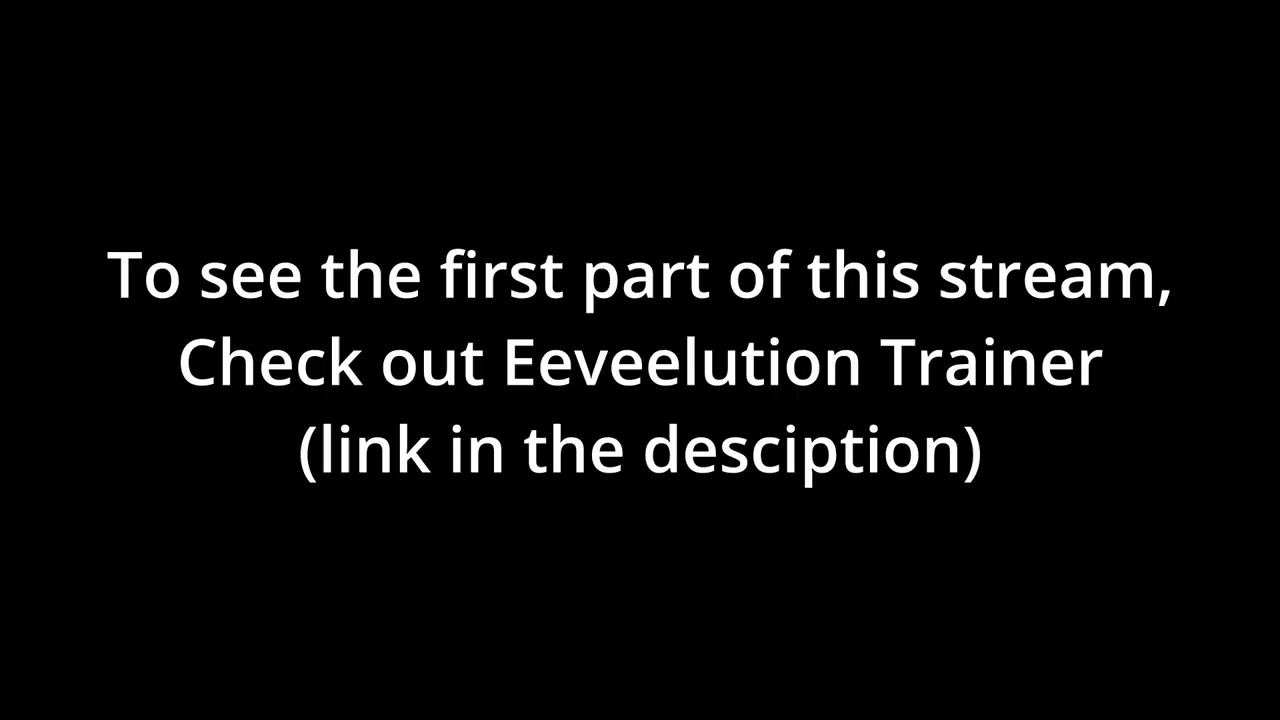 To see the first part of this stream,
Check out Eeveelution Trainer
(link in the desciption)